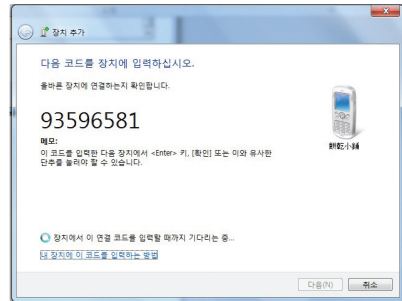 장치 추가
다음 코드를 장치에 입력하십시오.
올바른 장치에 연결하는지 확인합니다.
93596581
메모:
이 코드를 입력한 다음 장치에서 <Enter> 키, [확인] 또는 이와 유사한
단추를 눌러야 할 수 있습니다.
餅乾小舖
장치에서 이 연결 코드를 입력할 때까지 기다리는 중...
내 장치에 이 코드를 입력하는 방법
다음(N)
취소